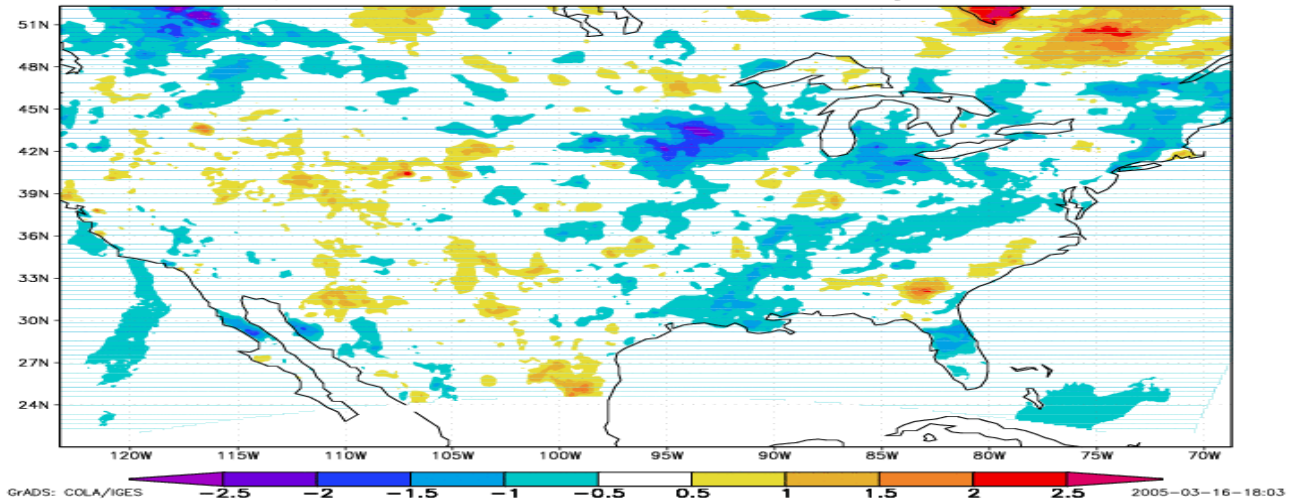 51N
48N
45N
42N
39N
36N
33N
30N
27N
24N
120W 115W 110W 105W 100W 95W 90W 85W 80W 75W 70W
-2.5 -2 -1.5 -1 -0.5 0.5 1 1.5 2 2.5
GrADS: COLA/IGES 2005-03-16-18:03